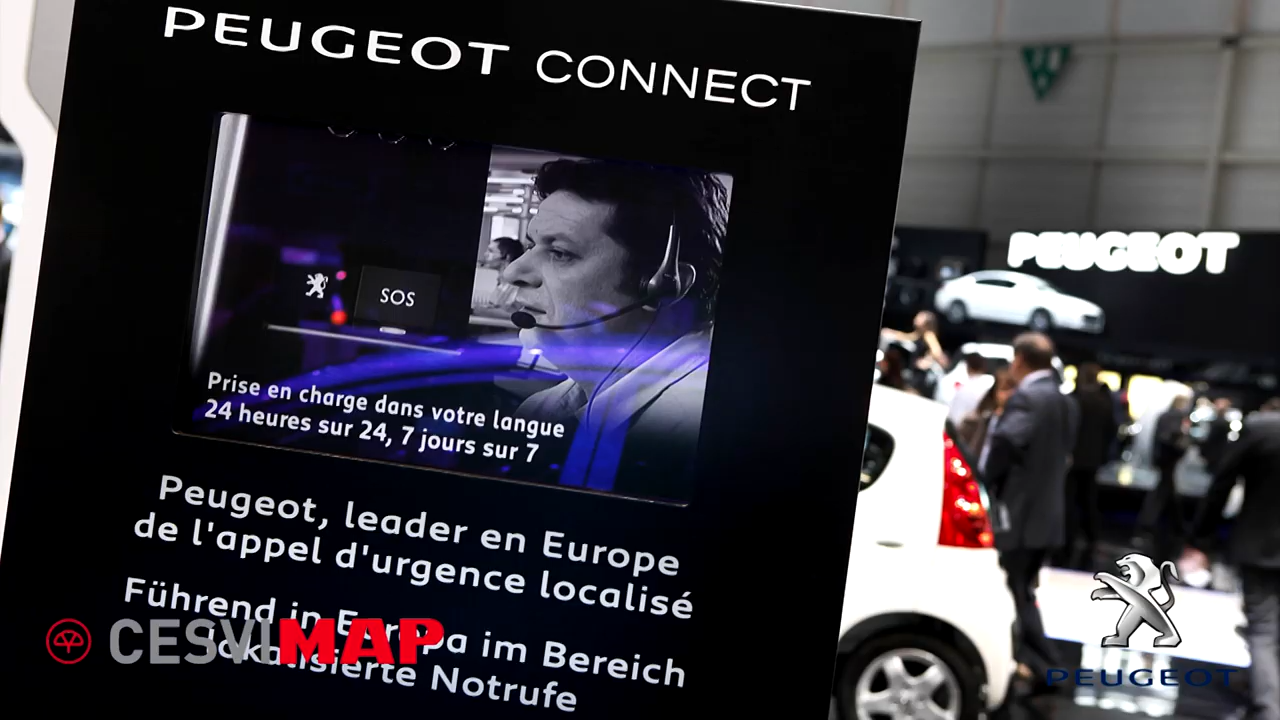 PEUGEOT CONNECT
SOS
Prise en charge dans votre langue
24 heures sur 24, 7 jours sur 7
Peugeot, leader en Europe
de l'appel d'urgence localisé
Führend in Europa im Bereich
lokalisierte Notrufe
CESVIMAP
PEUGEOT
PEUGEOT